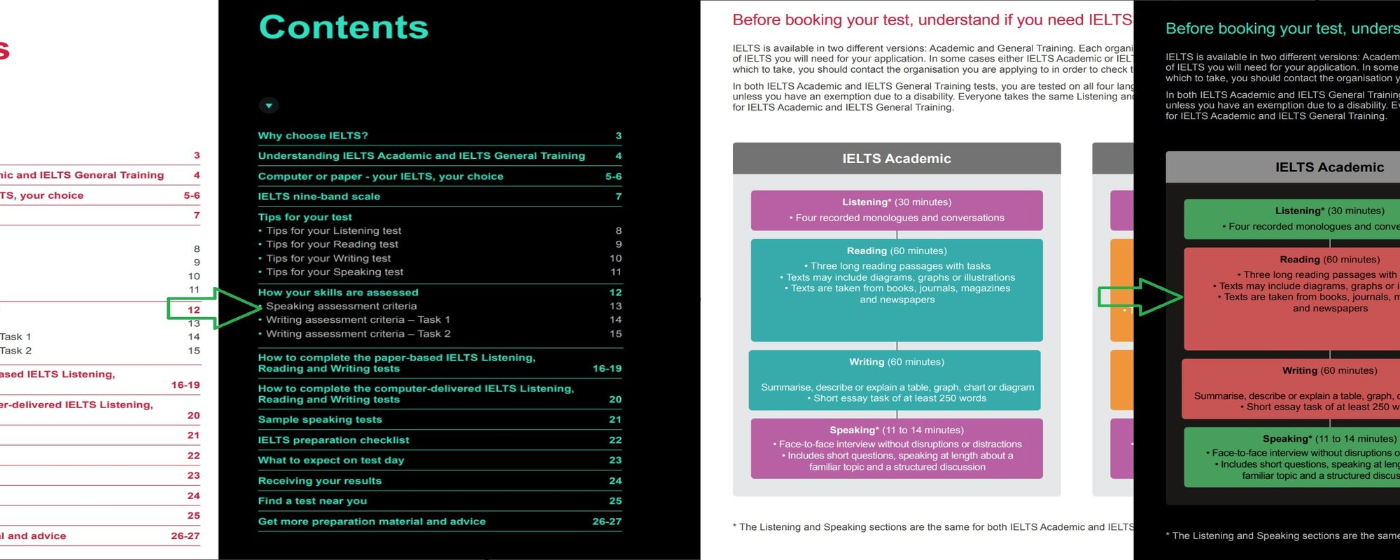 s
3
ic and IELTS General Training 4
TS, your choice 5-6
7
8
9
10
11
12
13
Task 1 14
Task 2 15
ased IELTS Listening,
16-19
er-delivered IELTS Listening,
20
21
22
23
24
25
al and advice 26-27
Contents
Why choose IELTS? 3
Understanding IELTS Academic and IELTS General Training 4
Computer or paper - your IELTS, your choice 5-6
IELTS nine-band scale 7
Tips for your test
• Tips for your Listening test 8
• Tips for your Reading test 9
• Tips for your Writing test 10
• Tips for your Speaking test 11
How your skills are assessed 12
• Speaking assessment criteria 13
• Writing assessment criteria – Task 1 14
• Writing assessment criteria – Task 2 15
How to complete the paper-based IELTS Listening,
Reading and Writing tests 16-19
How to complete the computer-delivered IELTS Listening,
Reading and Writing tests 20
Sample speaking tests 21
IELTS preparation checklist 22
What to expect on test day 23
Receiving your results 24
Find a test near you 25
Get more preparation material and advice 26-27
Before booking your test, understand if you need IELTS
IELTS is available in two different versions: Academic and General Training. Each organi
of IELTS you will need for your application. In some cases either IELTS Academic or IELT
which to take, you should contact the organisation you are applying to in order to check t
In both IELTS Academic and IELTS General Training tests, you are tested on all four lang
unless you have an exemption due to a disability. Everyone takes the same Listening and
for IELTS Academic and IELTS General Training.
IELTS Academic
Listening* (30 minutes)
• Four recorded monologues and conversations
Reading (60 minutes)
• Three long reading passages with tasks
• Texts may include diagrams, graphs or illustrations
• Texts are taken from books, journals, magazines
and newspapers
Writing (60 minutes)
Summarise, describe or explain a table, graph, chart or diagram
• Short essay task of at least 250 words
Speaking* (11 to 14 minutes)
• Face-to-face interview without disruptions or distractions
• Includes short questions, speaking at length about a
familiar topic and a structured discussion
* The Listening and Speaking sections are the same for both IELTS Academic and IELTS
Before booking your test, unders
IELTS is available in two different versions: Academ
of IELTS you will need for your application. In some
which to take, you should contact the organisation y
In both IELTS Academic and IELTS General Training
unless you have an exemption due to a disability. Ev
for IELTS Academic and IELTS General Training.
IELTS Academic
Listening* (30 minutes)
• Four recorded monologues and conve
Reading (60 minutes)
• Three long reading passages with
• Texts may include diagrams, graphs or i
• Texts are taken from books, journals, m
and newspapers
Writing (60 minutes)
Summarise, describe or explain a table, graph, c
• Short essay task of at least 250 wo
Speaking* (11 to 14 minutes)
• Face-to-face interview without disruptions o
• Includes short questions, speaking at leng
familiar topic and a structured discus
* The Listening and Speaking sections are the sam